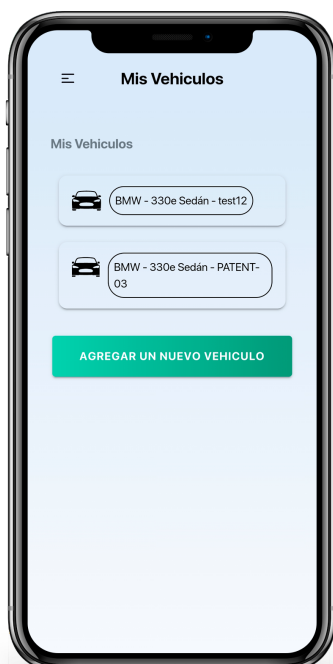 Mis Vehiculos
Mis Vehiculos
BMW - 330e Sedán - test12
BMW - 330e Sedán - PATENT-
03
AGREGAR UN NUEVO VEHICULO